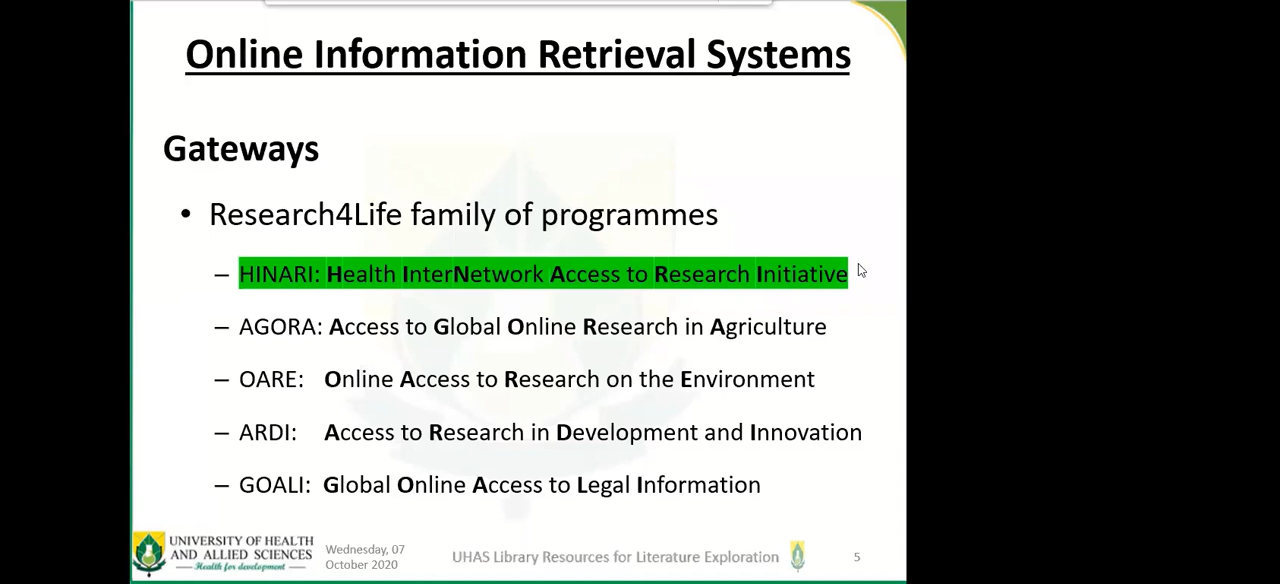 Online Information Retrieval Systems
Gateways
• Research4Life family of programmes
– HINARI: Health InterNetwork Access to Research Initiative
– AGORA: Access to Global Online Research in Agriculture
– OARE: Online Access to Research on the Environment
– ARDI: Access to Research in Development and Innovation
– GOALI: Global Online Access to Legal Information
UNIVERSITY OF HEALTH
AND ALLIED SCIENCES
Health for development
Wednesday, 07
October 2020
UHAS Library Resources for Literature Exploration
5